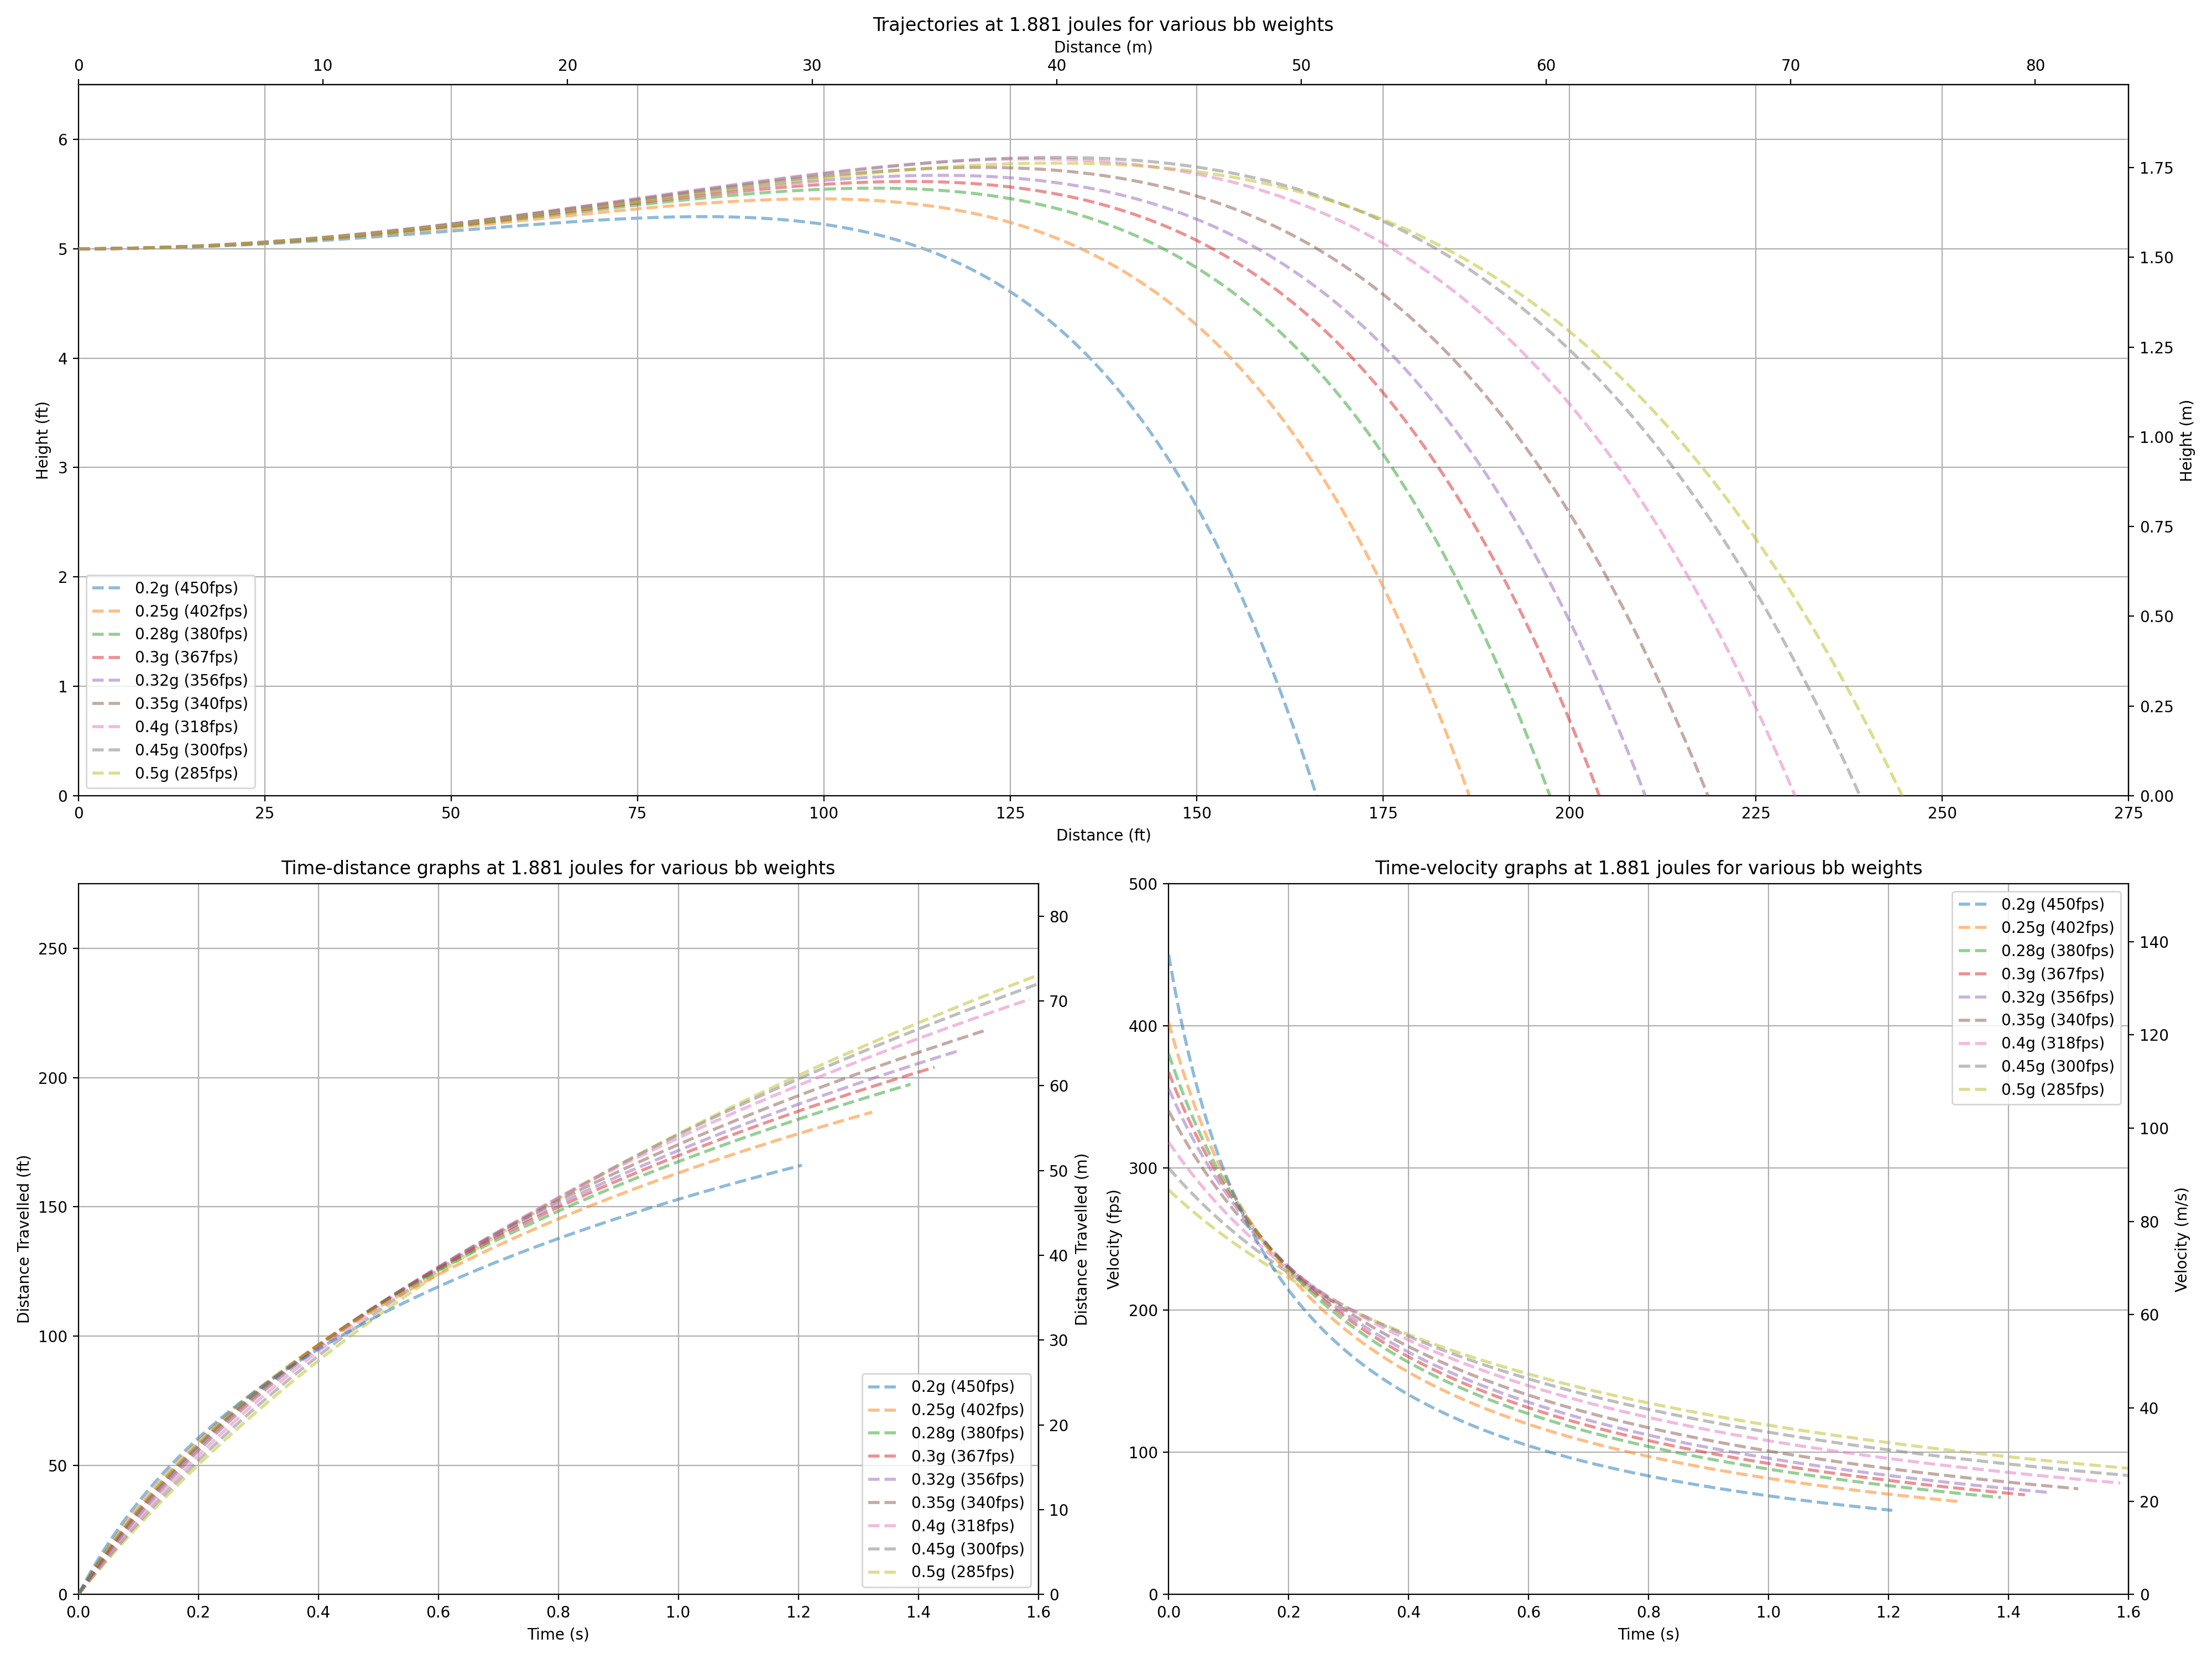 Trajectories at 1.881 joules for various bb weights
Distance (m)
0 10 20 30 40 50 60 70 80
6
5
4
3
2
1
0
Height (ft)
1.75
1.50
1.25
1.00
0.75
0.50
0.25
0.00
Height (m)
0.2g (450fps)
0.25g (402fps)
0.28g (380fps)
0.3g (367fps)
0.32g (356fps)
0.35g (340fps)
0.4g (318fps)
0.45g (300fps)
0.5g (285fps)
0 25 50 75 100 125 150 175 200 225 250 275
Distance (ft)
Time-distance graphs at 1.881 joules for various bb weights
250
200
150
100
50
0
Distance Travelled (ft)
80
70
60
50
40
30
20
10
0
Distance Travelled (m)
0.2g (450fps)
0.25g (402fps)
0.28g (380fps)
0.3g (367fps)
0.32g (356fps)
0.35g (340fps)
0.4g (318fps)
0.45g (300fps)
0.5g (285fps)
0.0 0.2 0.4 0.6 0.8 1.0 1.2 1.4 1.6
Time (s)
Time-velocity graphs at 1.881 joules for various bb weights
500
400
300
200
100
0
Velocity (fps)
0.2g (450fps)
0.25g (402fps)
0.28g (380fps)
0.3g (367fps)
0.32g (356fps)
0.35g (340fps)
0.4g (318fps)
0.45g (300fps)
0.5g (285fps)
140
120
100
80
60
40
20
0
Velocity (m/s)
0.0 0.2 0.4 0.6 0.8 1.0 1.2 1.4 1.6
Time (s)